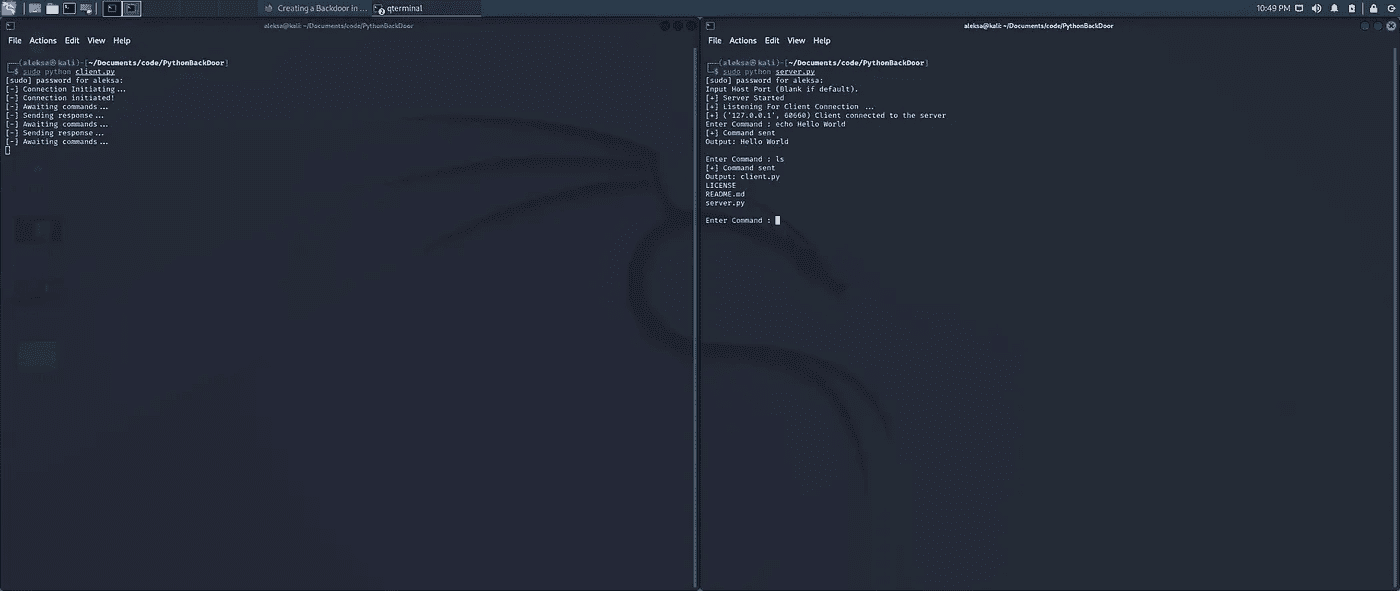 Creating a Backdoor in ...
qterminal
10:49 PM
aleksa@kali: ~/Documents/code/PythonBackDoor
File Actions Edit View Help
┌──(aleksa㉿kali)-[~/Documents/code/PythonBackDoor]
└─$ sudo python client.py
[sudo] password for aleksa:
[-] Connection Initiating...
[-] Connection initiated!
[-] Awaiting commands...
[-] Sending response...
[-] Awaiting commands...
[-] Sending response...
[-] Awaiting commands...
aleksa@kali: ~/Documents/code/PythonBackDoor
File Actions Edit View Help
┌──(aleksa㉿kali)-[~/Documents/code/PythonBackDoor]
└─$ sudo python server.py
[sudo] password for aleksa:
Input Host Port (Blank if default).
[+] Server Started
[+] Listening For Client Connection ...
[+] ('127.0.0.1', 60660) Client connected to the server
Enter Command : echo Hello World
[+] Command sent
Output: Hello World
Enter Command : ls
[+] Command sent
Output: client.py
LICENSE
README.md
server.py
Enter Command :